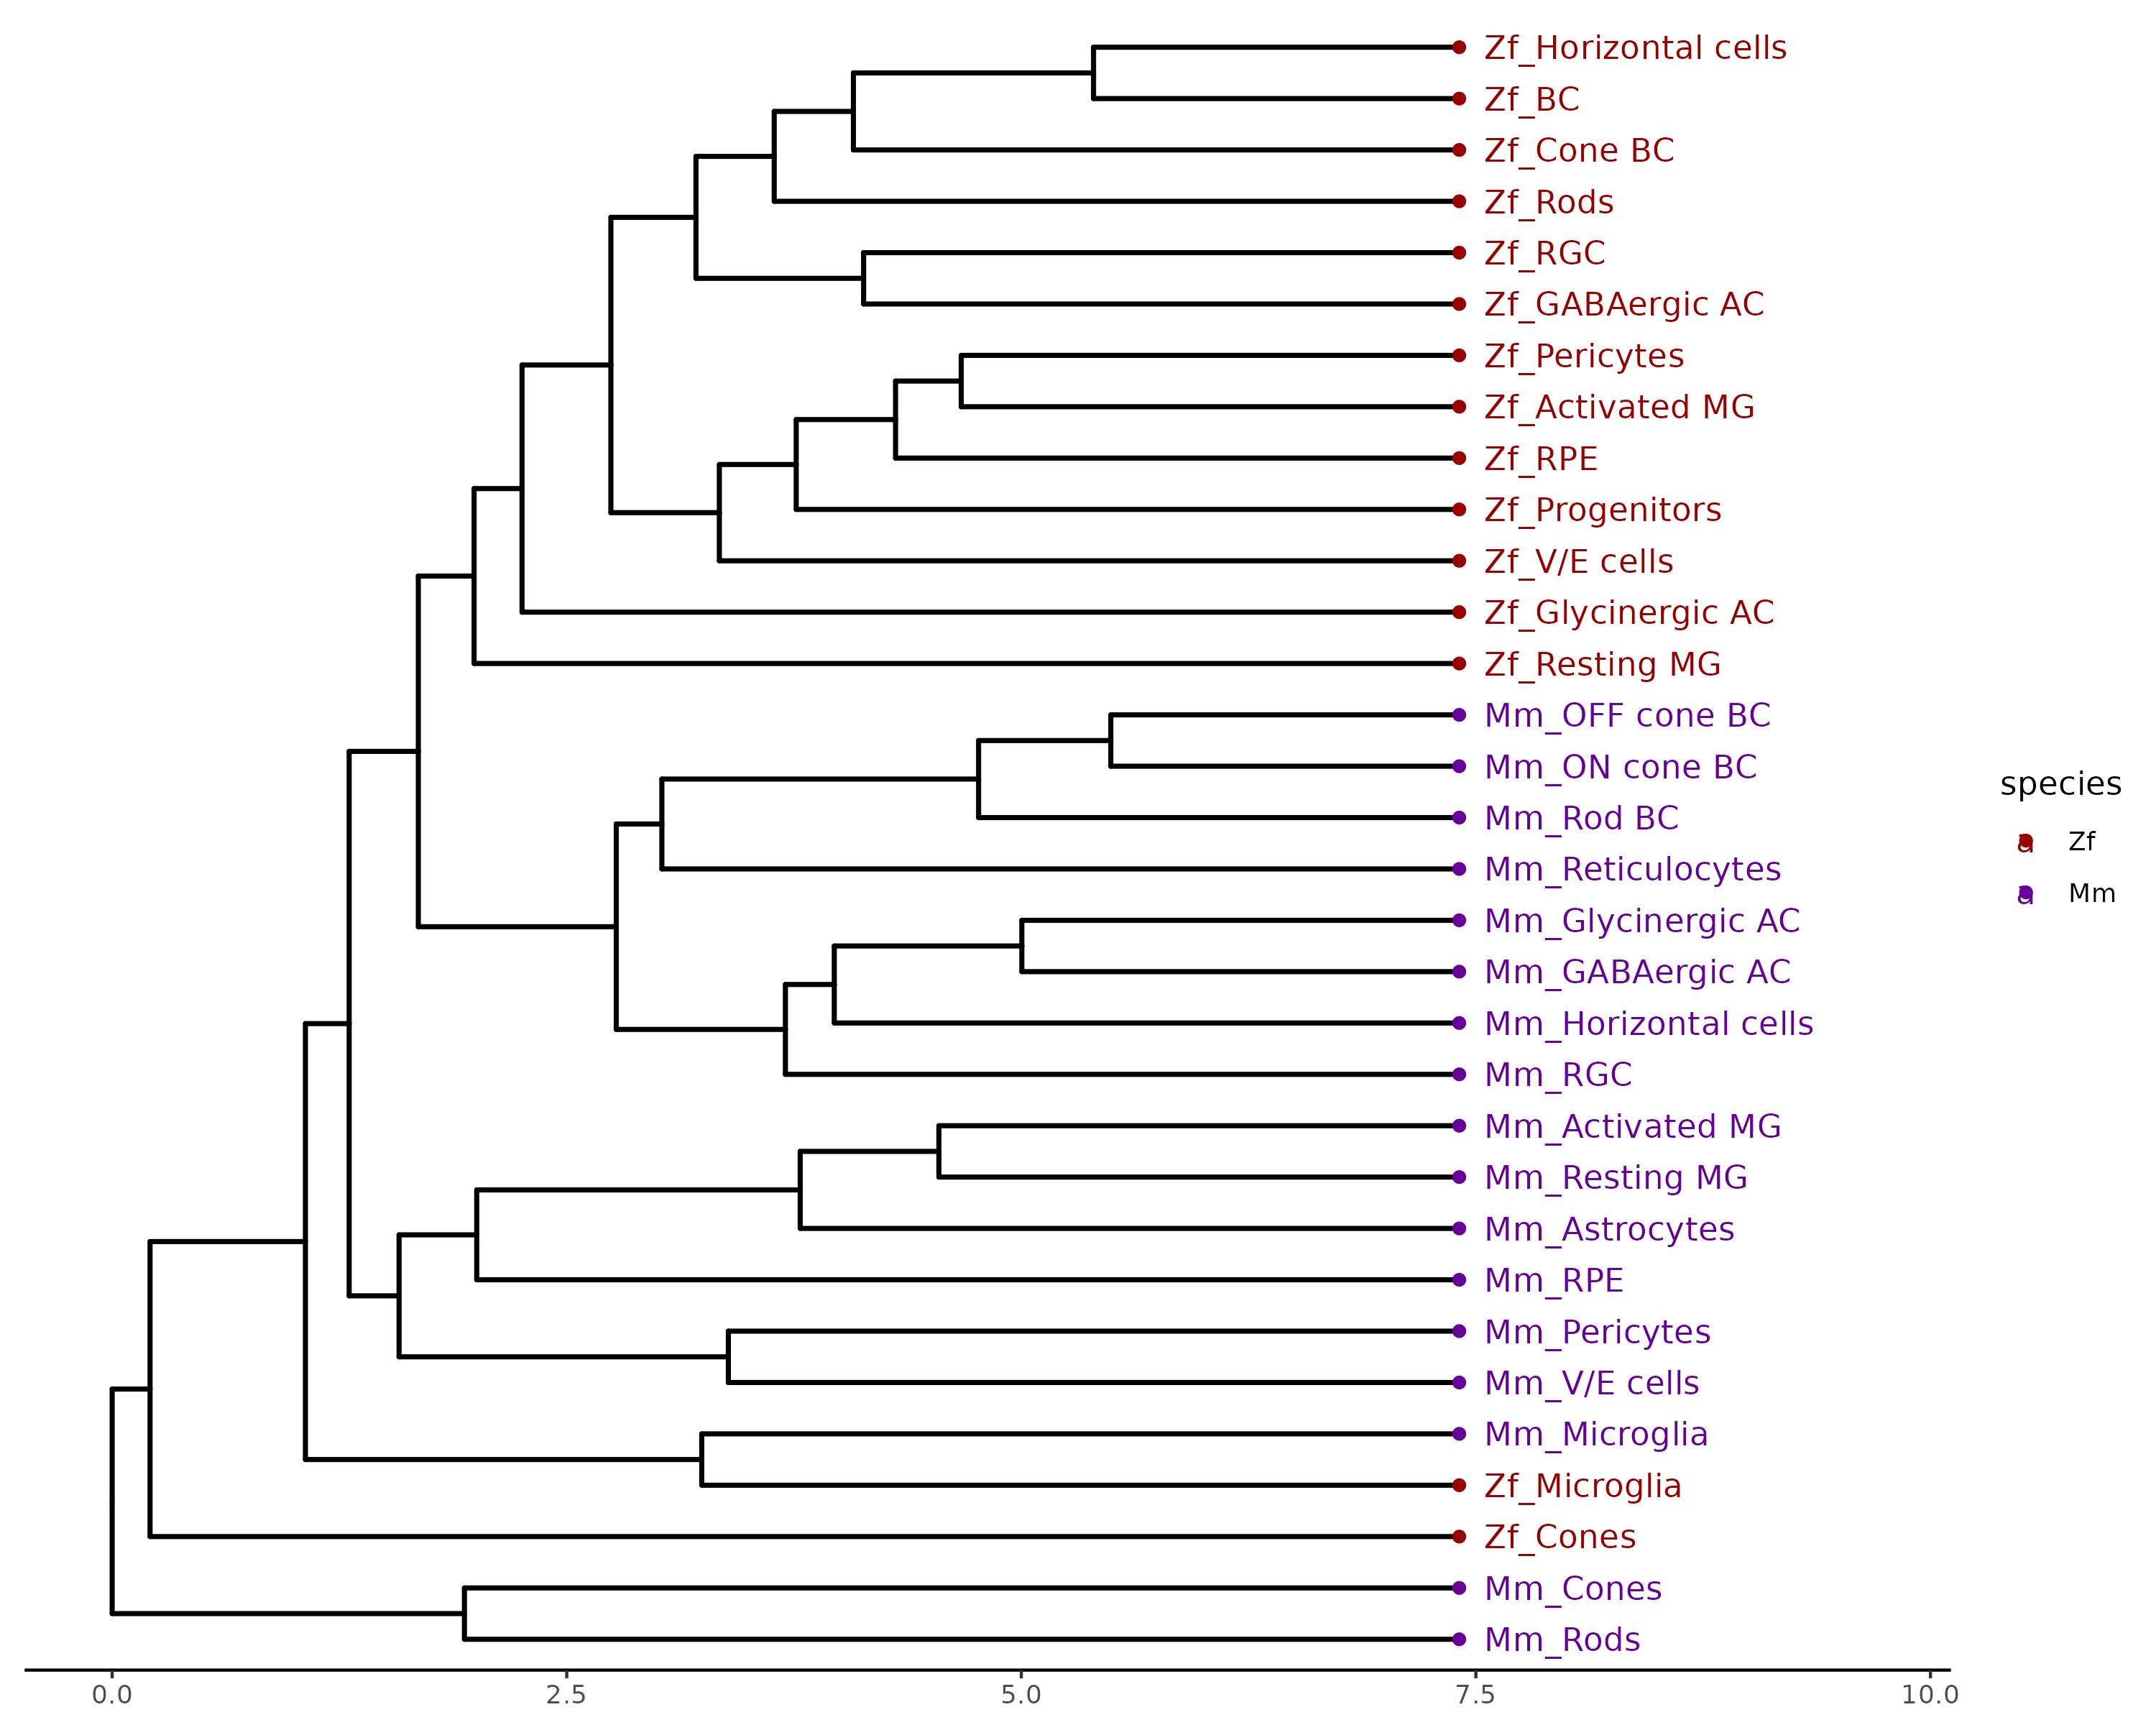 Zf_Horizontal cells
Zf_BC
Zf_Cone BC
Zf_Rods
Zf_RGC
Zf_GABAergic AC
Zf_Pericytes
Zf_Activated MG
Zf_RPE
Zf_Progenitors
Zf_V/E cells
Zf_Glycinergic AC
Zf_Resting MG
Mm_OFF cone BC
Mm_ON cone BC
Mm_Rod BC
Mm_Reticulocytes
Mm_Glycinergic AC
Mm_GABAergic AC
Mm_Horizontal cells
Mm_RGC
Mm_Activated MG
Mm_Resting MG
Mm_Astrocytes
Mm_RPE
Mm_Pericytes
Mm_V/E cells
Mm_Microglia
Zf_Microglia
Zf_Cones
Mm_Cones
Mm_Rods
0.0 2.5 5.0 7.5 10.0
species
a Zf
a Mm